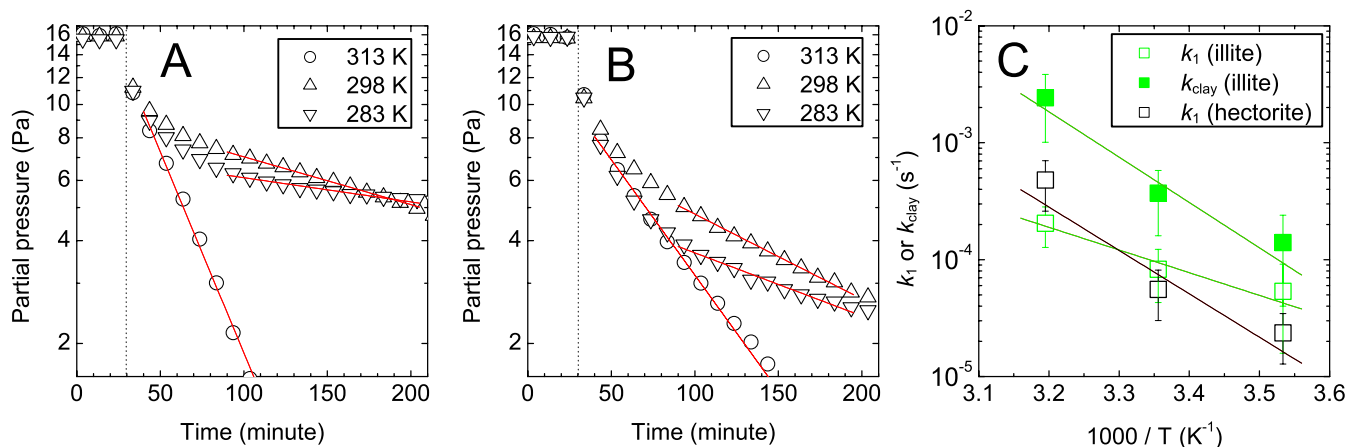 A
313 K
298 K
283 K
16
14
12
10
8
6
4
2
Partial pressure (Pa)
0
50
100
150
200
Time (minute)
B
313 K
298 K
283 K
16
14
12
10
8
6
4
2
Partial pressure (Pa)
0
50
100
150
200
Time (minute)
C
k₁ (illite)
k_clay (illite)
k₁ (hectorite)
10⁻²
10⁻³
10⁻⁴
10⁻⁵
k₁ or k_clay (s⁻¹)
3.1
3.2
3.3
3.4
3.5
3.6
1000 / T (K⁻¹)